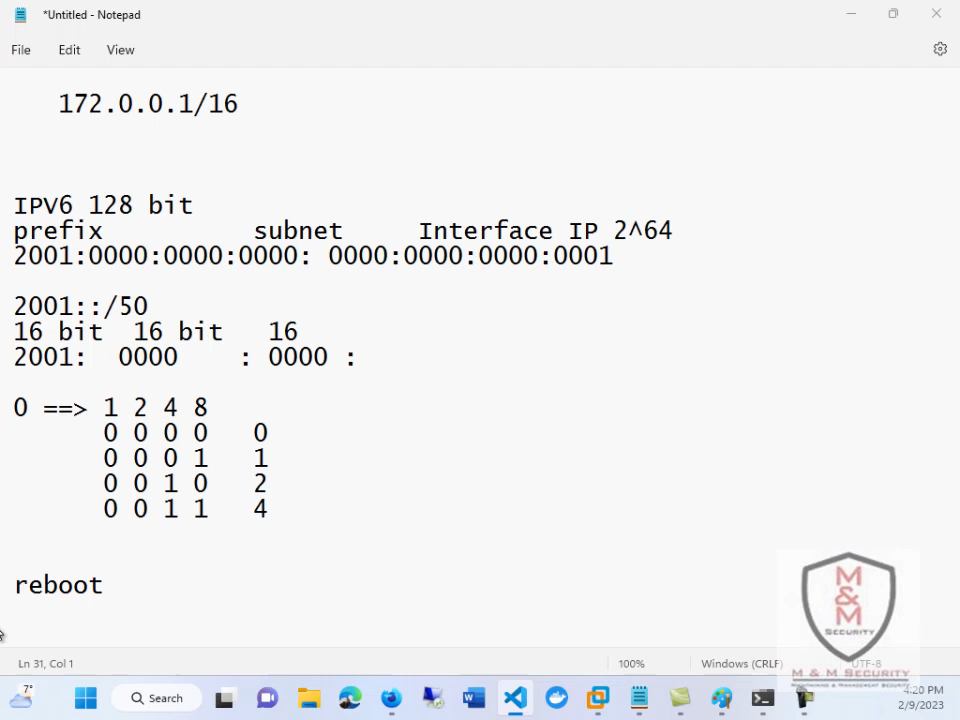 *Untitled - Notepad
File Edit View
172.0.0.1/16
IPV6 128 bit
prefix subnet Interface IP 2^64
2001:0000:0000:0000: 0000:0000:0000:0001
2001::/50
16 bit 16 bit 16
2001: 0000 : 0000 :
0 ==> 1 2 4 8
0 0 0 0 0
0 0 0 1 1
0 0 1 0 2
0 0 1 1 4
reboot
M
&
M
SECURITY
M & M SECURITY
Ln 31, Col 1 100% Windows (CRLF) UTF-8
7° Search 4:20 PM
2/9/2023